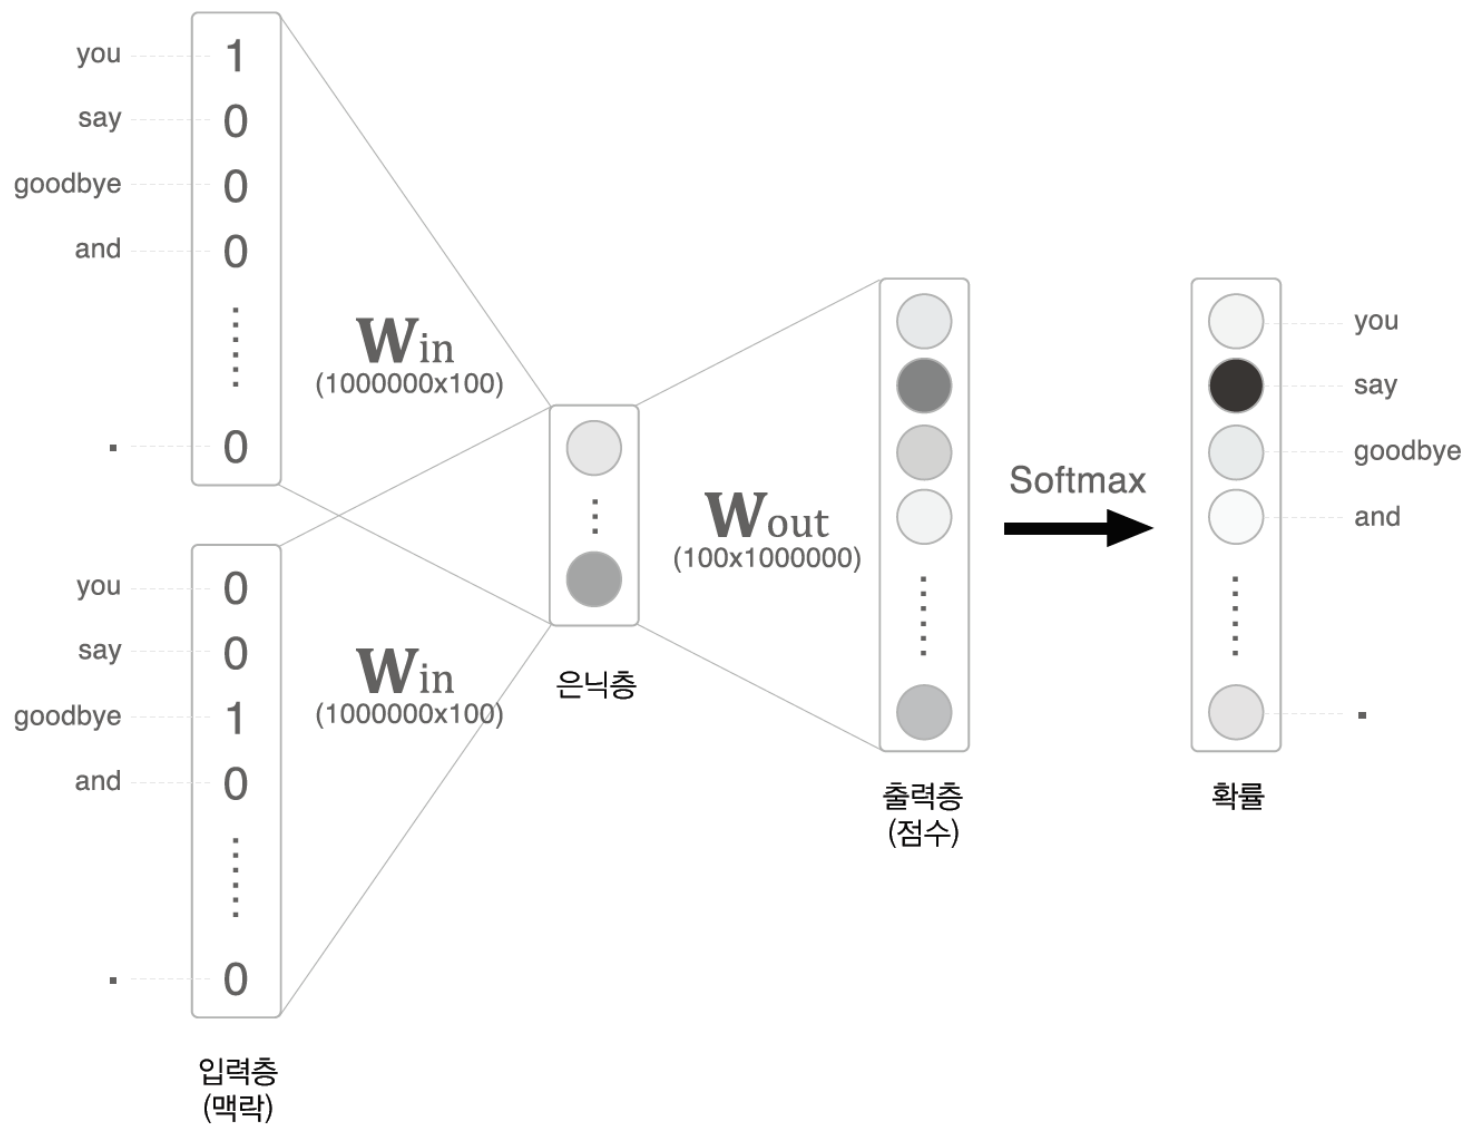 you 1
say 0
goodbye 0
and 0
. 0
Win
(1000000x100)
you 0
say 0
goodbye 1
and 0
. 0
Win
(1000000x100)
입력층
(맥락)
은닉층
Wout
(100x1000000)
출력층
(점수)
Softmax
you
say
goodbye
and
.
확률